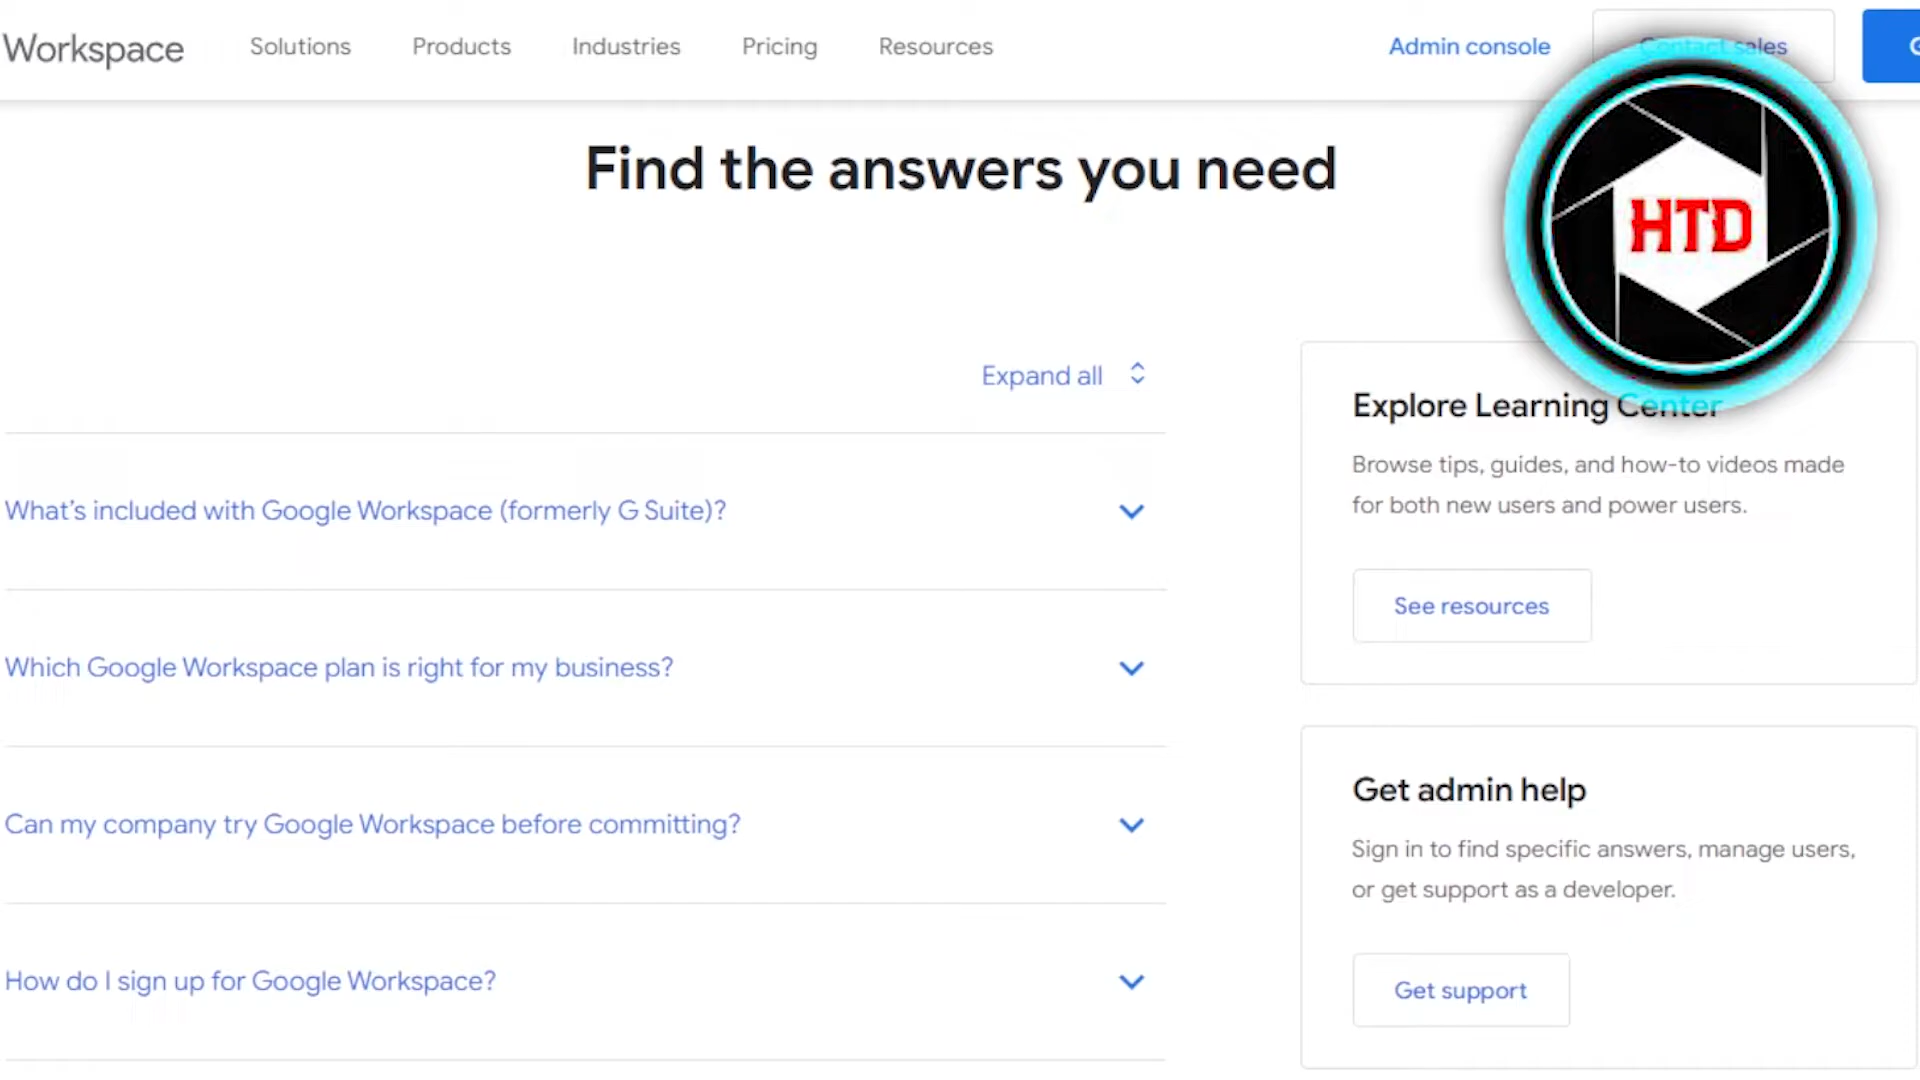 Workspace
Solutions
Products
Industries
Pricing
Resources
Admin console
Contact sales
G
Find the answers you need
HTD
Expand all
What's included with Google Workspace (formerly G Suite)?
Which Google Workspace plan is right for my business?
Can my company try Google Workspace before committing?
How do I sign up for Google Workspace?
Explore Learning Center
Browse tips, guides, and how-to videos made
for both new users and power users.
See resources
Get admin help
Sign in to find specific answers, manage users,
or get support as a developer.
Get support